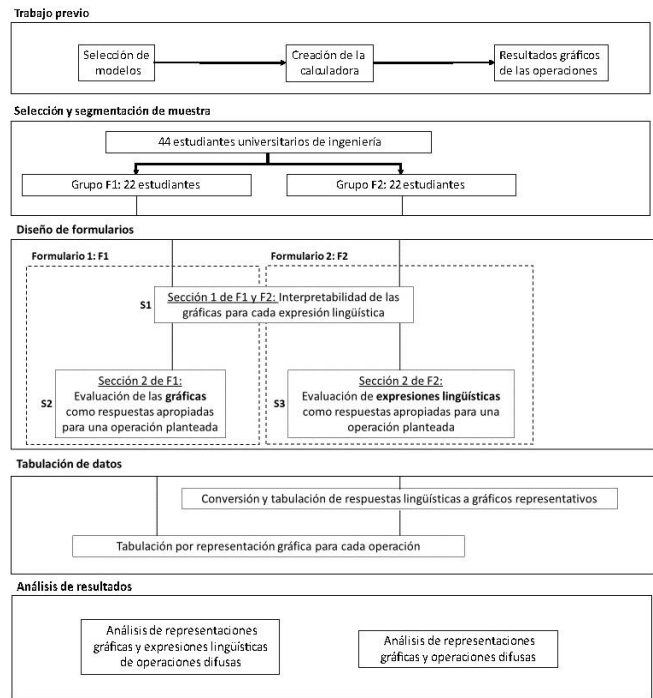 Trabajo previo
Selección de
modelos
Creación de la
calculadora
Resultados gráficos
de las operaciones
Selección y segmentación de muestra
44 estudiantes universitarios de ingeniería
Grupo F1: 22 estudiantes
Grupo F2: 22 estudiantes
Diseño de formularios
Formulario 1: F1
Formulario 2: F2
S1
Sección 1 de F1 y F2: Interpretabilidad de las
gráficas para cada expresión lingüística
S2
Sección 2 de F1:
Evaluación de las gráficas
como respuestas apropiadas
para una operación planteada
S3
Sección 2 de F2:
Evaluación de expresiones lingüísticas
como respuestas apropiadas para una
operación planteada
Tabulación de datos
Conversión y tabulación de respuestas lingüísticas a gráficos representativos
Tabulación por representación gráfica para cada operación
Análisis de resultados
Análisis de representaciones
gráficas y expresiones lingüísticas
de operaciones difusas
Análisis de representaciones
gráficas y operaciones difusas